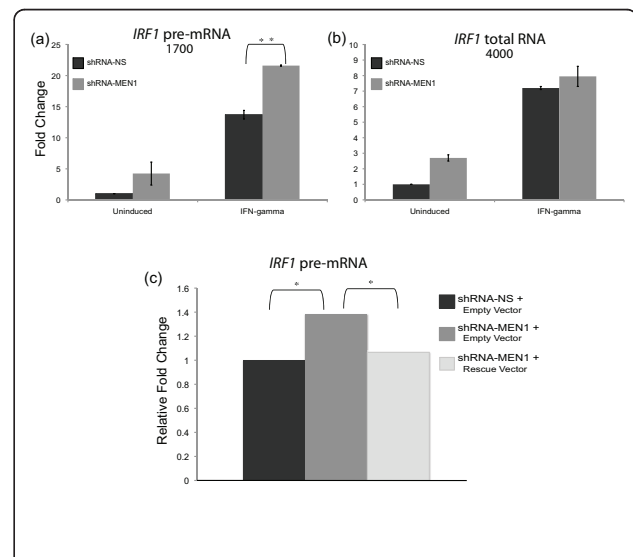 (a)
IRF1 pre-mRNA
1700
shRNA-NS
shRNA-MEN1
**
Fold Change
25
20
15
10
5
0
Uninduced
IFN-gamma
(b)
IRF1 total RNA
4000
shRNA-NS
shRNA-MEN1
10
9
8
7
6
5
4
3
2
1
0
Uninduced
IFN-gamma
(c)
IRF1 pre-mRNA
*
*
Relative Fold Change
1.6
1.4
1.2
1
0.8
0.6
0.4
0.2
0
shRNA-NS +
Empty Vector
shRNA-MEN1 +
Empty Vector
shRNA-MEN1 +
Rescue Vector